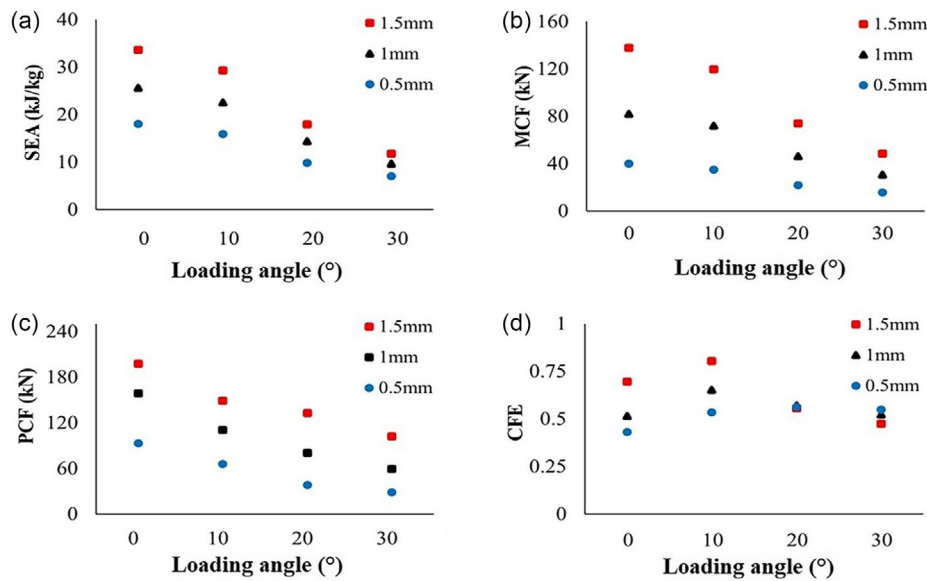 (a)
SEA (kJ/kg)
40
30
20
10
0
1.5mm
1mm
0.5mm
0 10 20 30
Loading angle (°)
(b)
MCF (kN)
160
120
80
40
0
1.5mm
1mm
0.5mm
0 10 20 30
Loading angle (°)
(c)
PCF (kN)
240
180
120
60
0
1.5mm
1mm
0.5mm
0 10 20 30
Loading angle (°)
(d)
CFE
1
0.75
0.5
0.25
0
1.5mm
1mm
0.5mm
0 10 20 30
Loading angle (°)